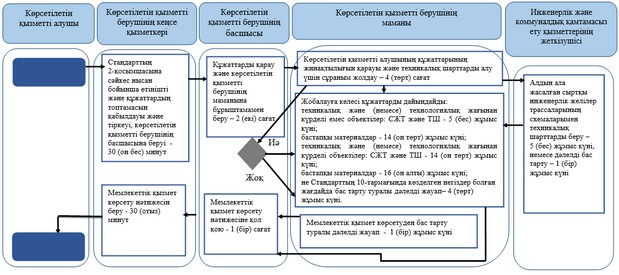 Көрсетілетін қызметті алушы
Көрсетілетін қызметті берушінің кеңсе қызметкері
Көрсетілетін қызметті берушінің басшысы
Көрсетілетін қызметті берушінің маманы
Инженерлік және коммуналдық қамтамасыз ету қызметтерінің жеткізушісі
Стандарттың
2-қосымшасына
сәйкес нысан
бойынша өтінішті
және құжаттардың
топтамасын
қабылдауы және
тіркеуі, көрсетілетін
қызметті берушінің
басшысына беруі -
30 (он бес) минут
Құжаттарды қарау
және көрсетілетін
қызметті
берушінің
маманына
бұрыштамамен
беру – 2 (екі) сағат
Көрсетілетін қызметті алушының құжаттарының
жинақтылығын қарауы және техникалық шарттарды алу
үшін сұраным жолдау – 4 (төрт) сағат
Жобалауға келесі құжаттарды дайындайды:
техникалық және (немесе) технологиялық жағынан
күрделі емес объектілер: СЖТ және ТШ - 5 (бес) жұмыс
күні;
бастапқы материалдар - 14 (он төрт) жұмыс күні;
техникалық және (немесе) технологиялық жағынан
күрделі объектілер: СЖТ және ТШ - 14 (он төрт) жұмыс
күні;
бастапқы материалдар - 16 (он алты) жұмыс күні;
не Стандарттың 10-тармағында көзделген негіздер болған
жағдайда бас тарту туралы дәлелді жауап– 4 (төрт)
жұмыс күні.
Алдын ала
жасалған сыртқы
инженерлік желілер
трассаларының
схемаларымен
техникалық
шарттарды беру –
5 (бес) жұмыс күні,
немесе дәлелді бас
тарту – 1 (бір)
жұмыс күні
Иә
Жоқ
Мемлекеттік қызмет
көрсету нәтижесін
беру - 30 (отыз)
минут
Мемлекеттік
қызмет көрсету
нәтижесіне қол
қою - 1 (бір) сағат
Мемлекеттік қызмет көрсетуден бас тарту
туралы дәлелді жауап - 1 (бір) жұмыс күні